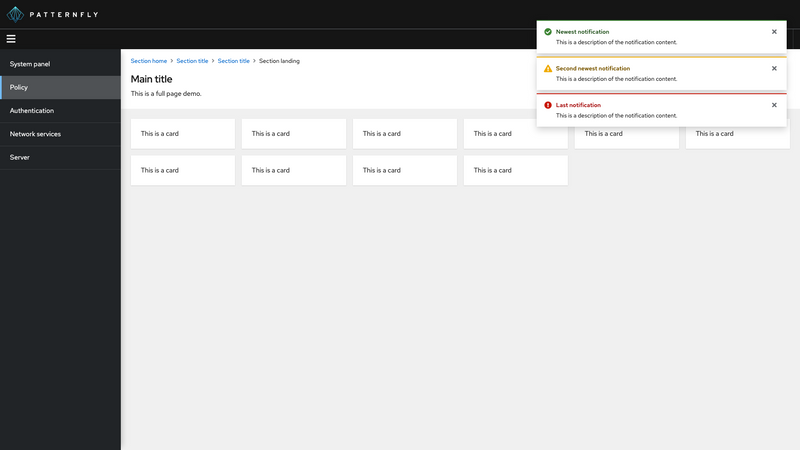 PATTERNFLY
System panel
Policy
Authentication
Network services
Server
Section home > Section title > Section title > Section landing
Main title
This is a full page demo.
Newest notification
This is a description of the notification content.
Second newest notification
This is a description of the notification content.
Last notification
This is a description of the notification content.
This is a card This is a card This is a card This is a card This is a card This is a card
This is a card This is a card This is a card This is a card